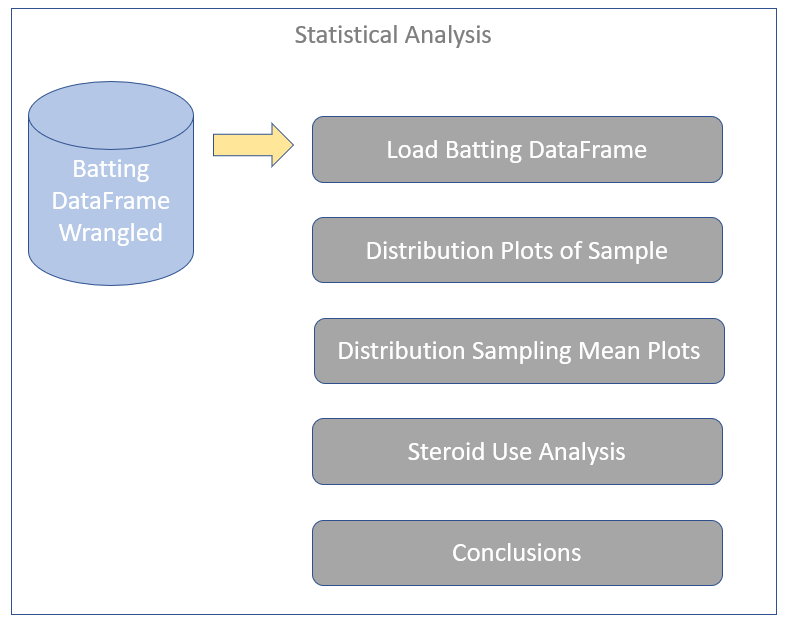 Statistical Analysis
Batting
DataFrame
Wrangled
Load Batting DataFrame
Distribution Plots of Sample
Distribution Sampling Mean Plots
Steroid Use Analysis
Conclusions